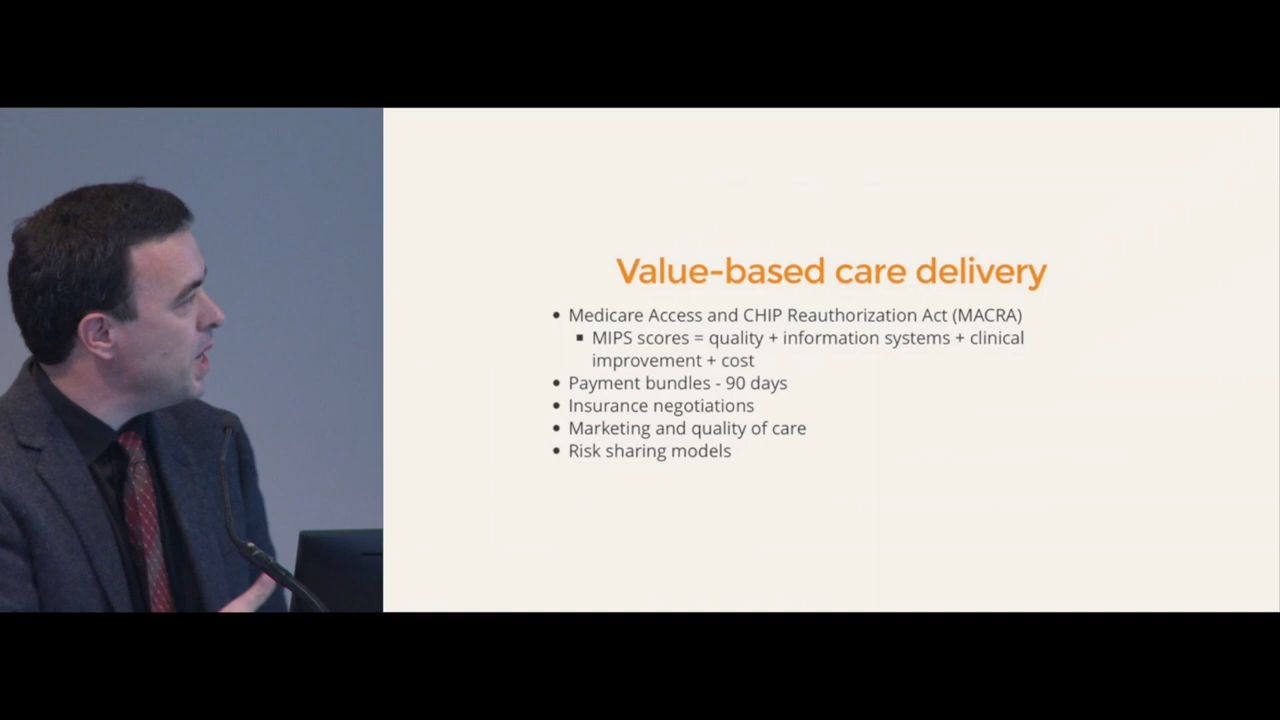 Value-based care delivery
• Medicare Access and CHIP Reauthorization Act (MACRA)
▪ MIPS scores = quality + information systems + clinical
improvement + cost
• Payment bundles - 90 days
• Insurance negotiations
• Marketing and quality of care
• Risk sharing models